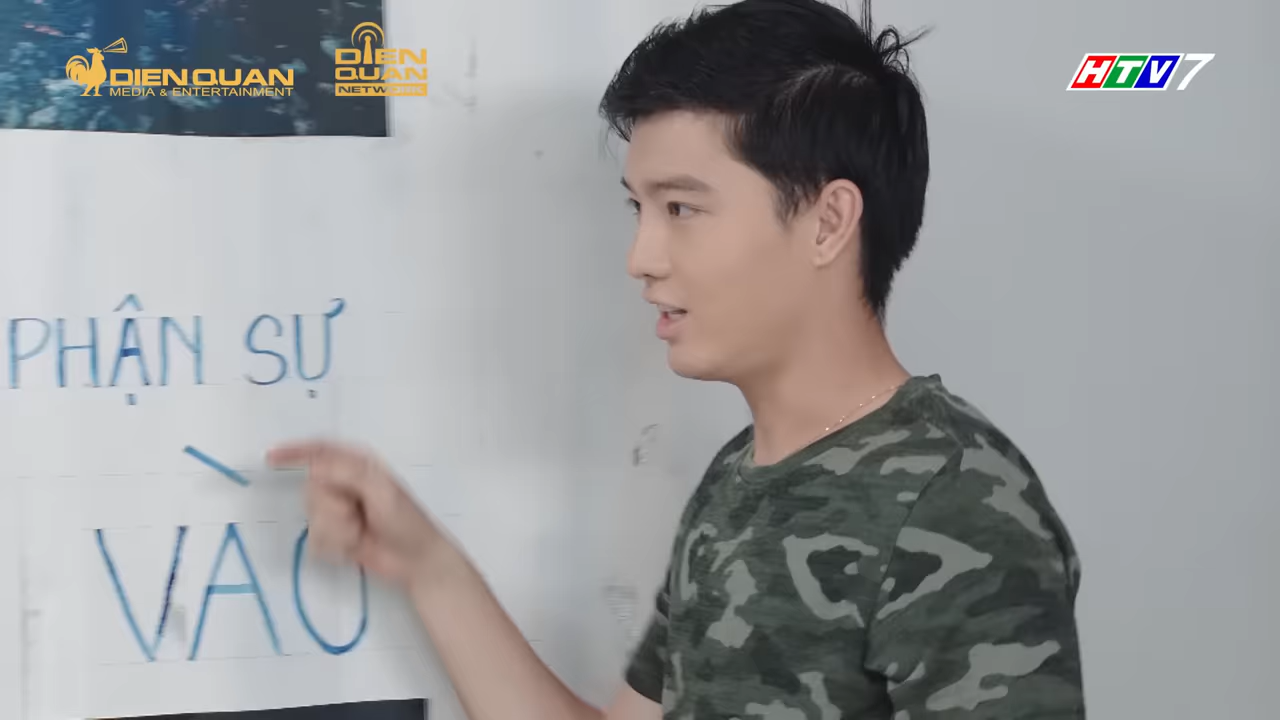 DIEN QUAN
MEDIA & ENTERTAINMENT
DIEN
QUAN
NETWORK
HTV7
PHẬN SỰ
VÀO